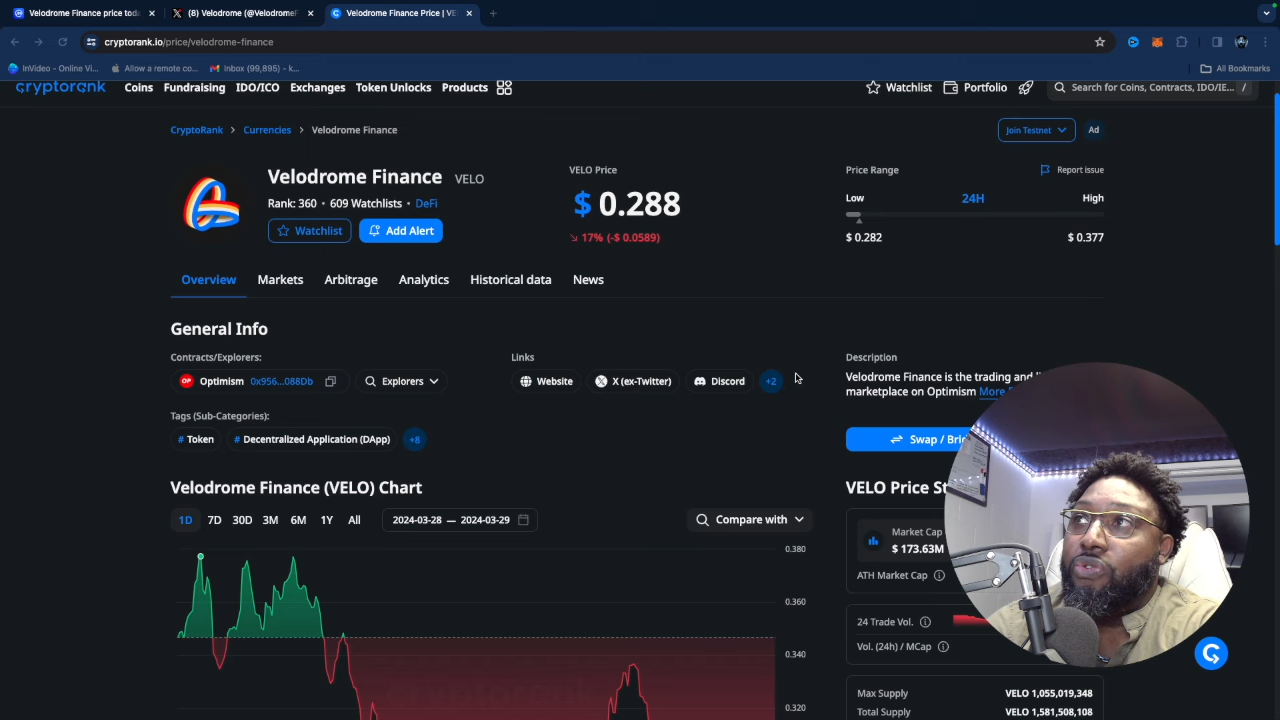 Velodrome Finance price toda
(8) Velodrome (@VelodromeF
Velodrome Finance Price | VE
cryptorank.io/price/velodrome-finance
InVideo - Online Vi...
Allow a remote co...
Inbox (99,895) - k...
All Bookmarks
cryptorank
Coins
Fundraising
IDO/ICO
Exchanges
Token Unlocks
Products
Watchlist
Portfolio
Search for Coins, Contracts, IDO/IE...
/
CryptoRank > Currencies > Velodrome Finance
Join Testnet
Ad
Velodrome Finance VELO
Rank: 360 • 609 Watchlists • DeFi
Watchlist
Add Alert
VELO Price
$ 0.288
17% (-$ 0.0589)
Price Range
Report issue
Low
24H
High
$ 0.282
$ 0.377
Overview
Markets
Arbitrage
Analytics
Historical data
News
General Info
Contracts/Explorers:
OP Optimism 0x956...088Db
Explorers
Links
Website
X (ex-Twitter)
Discord
+2
Description
Velodrome Finance is the trading and li
marketplace on Optimism More
Tags (Sub-Categories):
# Token
# Decentralized Application (DApp)
+8
Swap / Bri
Velodrome Finance (VELO) Chart
VELO Price St
1D 7D 30D 3M 6M 1Y All
2024-03-28 — 2024-03-29
Compare with
Market Cap
$ 173.63M
ATH Market Cap
24 Trade Vol.
Vol. (24h) / MCap
Max Supply
VELO 1,055,019,348
Total Supply
VELO 1,581,508,108
0.380
0.360
0.340
0.320